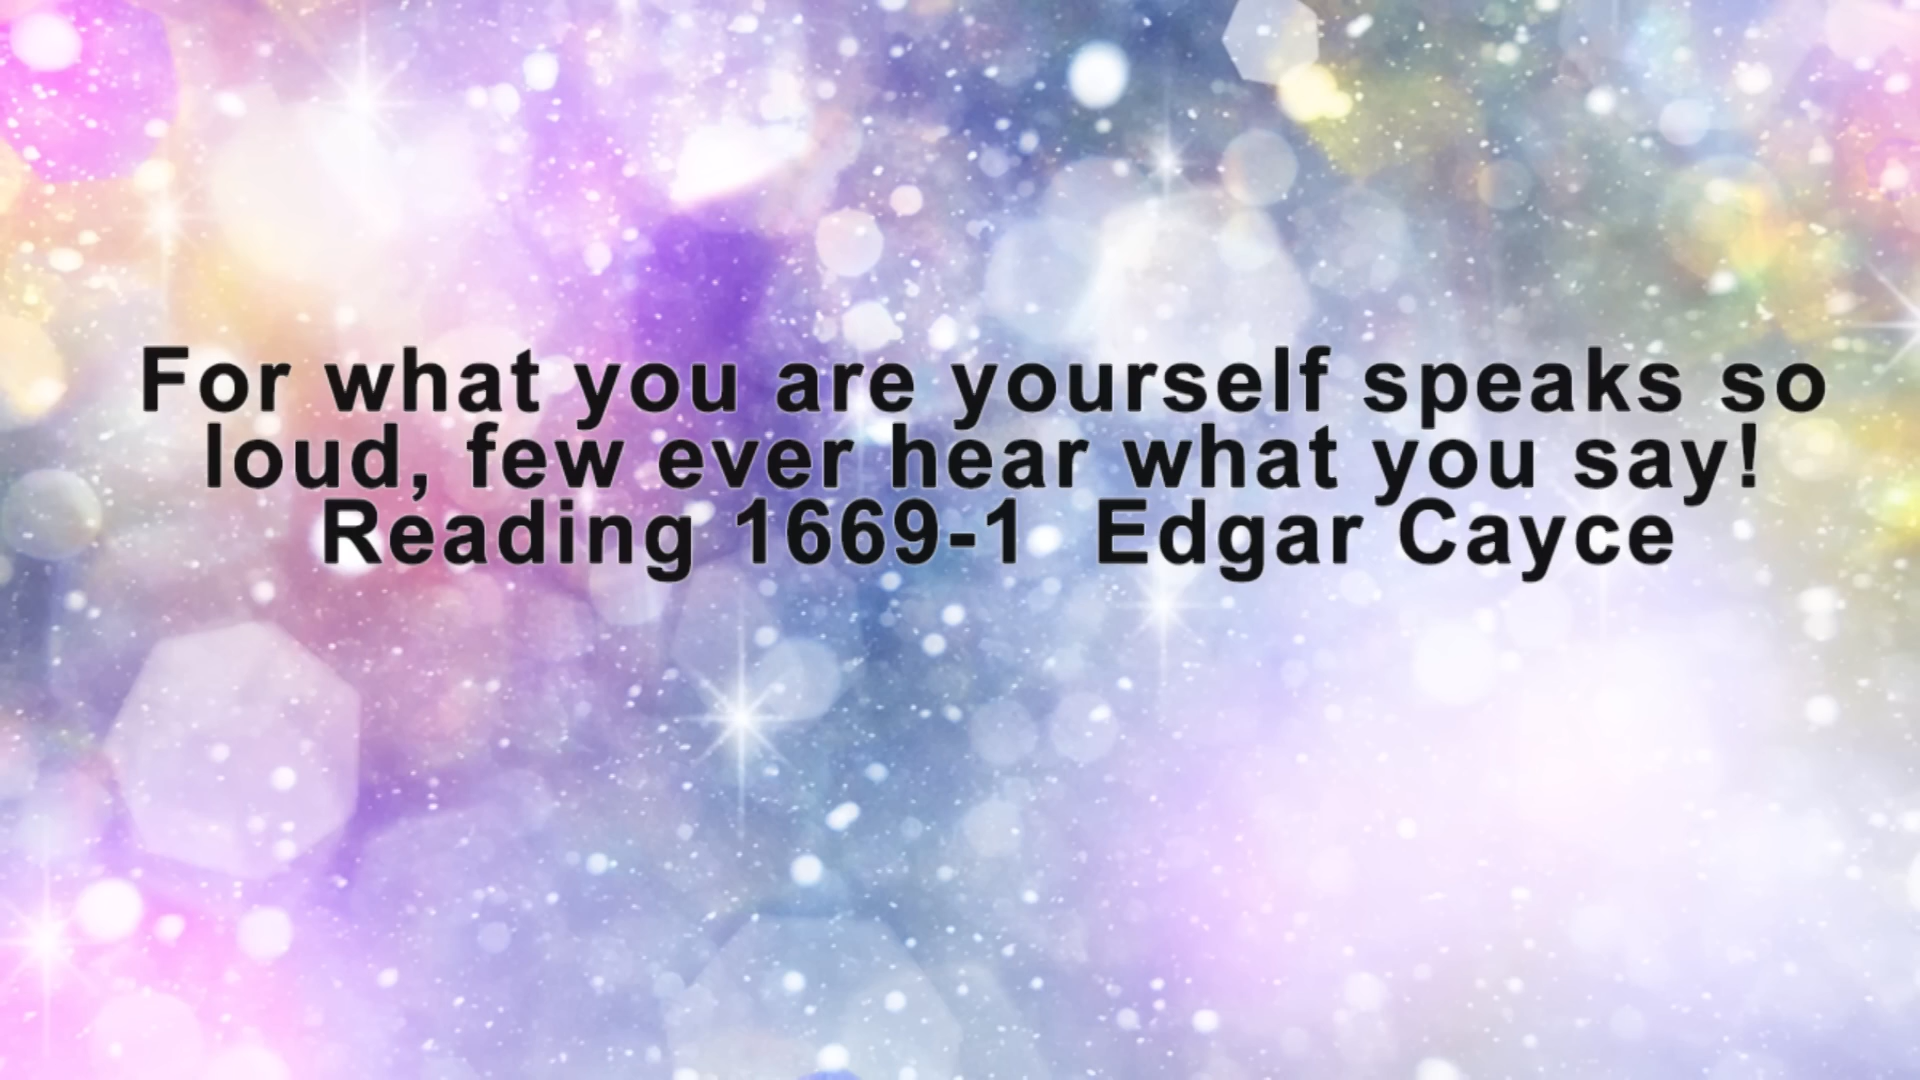 For what you are yourself speaks so
loud, few ever hear what you say!
Reading 1669-1  Edgar Cayce